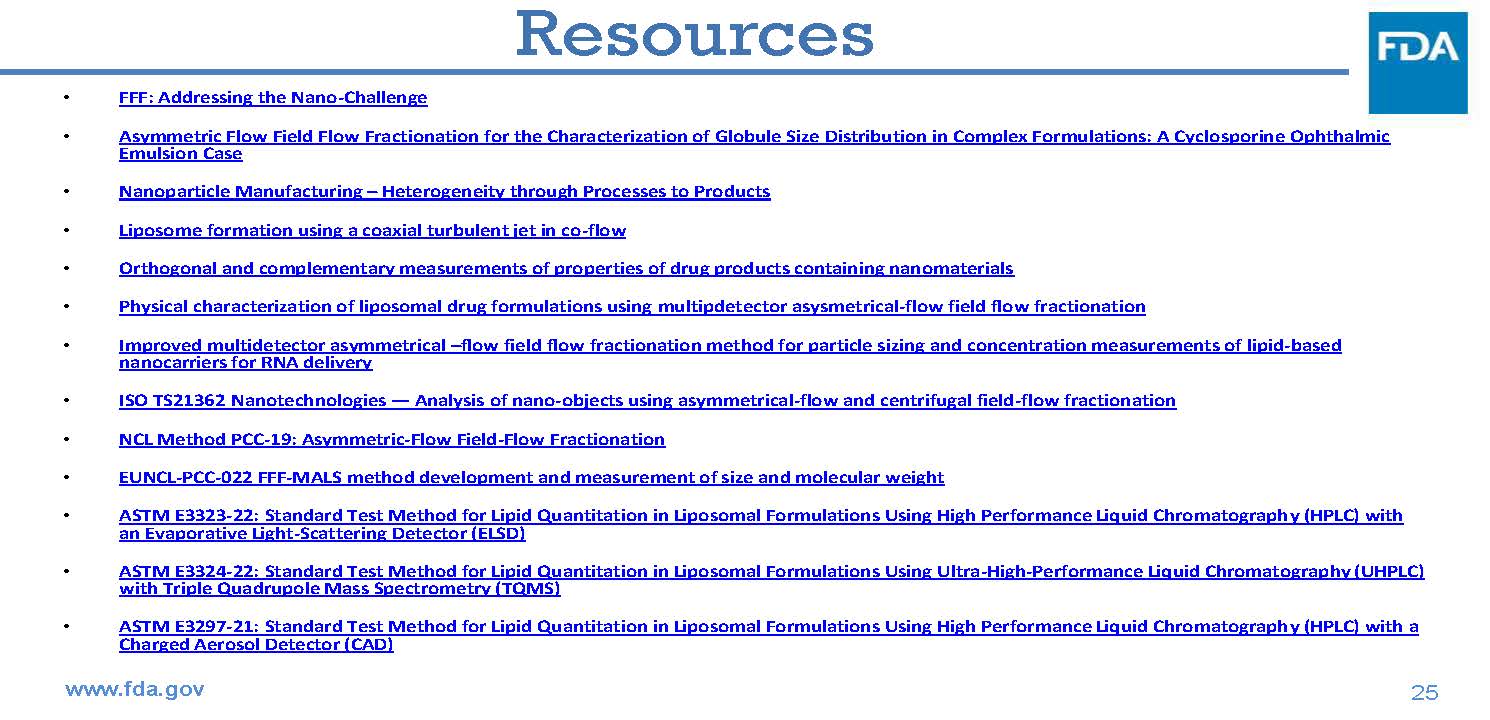 Resources
FDA
• FFF: Addressing the Nano-Challenge
• Asymmetric Flow Field Flow Fractionation for the Characterization of Globule Size Distribution in Complex Formulations: A Cyclosporine Ophthalmic
Emulsion Case
• Nanoparticle Manufacturing – Heterogeneity through Processes to Products
• Liposome formation using a coaxial turbulent jet in co-flow
• Orthogonal and complementary measurements of properties of drug products containing nanomaterials
• Physical characterization of liposomal drug formulations using multipdetector asysmetrical-flow field flow fractionation
• Improved multidetector asymmetrical –flow field flow fractionation method for particle sizing and concentration measurements of lipid-based
nanocarriers for RNA delivery
• ISO TS21362 Nanotechnologies — Analysis of nano-objects using asymmetrical-flow and centrifugal field-flow fractionation
• NCL Method PCC-19: Asymmetric-Flow Field-Flow Fractionation
• EUNCL-PCC-022 FFF-MALS method development and measurement of size and molecular weight
• ASTM E3323-22: Standard Test Method for Lipid Quantitation in Liposomal Formulations Using High Performance Liquid Chromatography (HPLC) with
an Evaporative Light-Scattering Detector (ELSD)
• ASTM E3324-22: Standard Test Method for Lipid Quantitation in Liposomal Formulations Using Ultra-High-Performance Liquid Chromatography (UHPLC)
with Triple Quadrupole Mass Spectrometry (TQMS)
• ASTM E3297-21: Standard Test Method for Lipid Quantitation in Liposomal Formulations Using High Performance Liquid Chromatography (HPLC) with a
Charged Aerosol Detector (CAD)
www.fda.gov
25